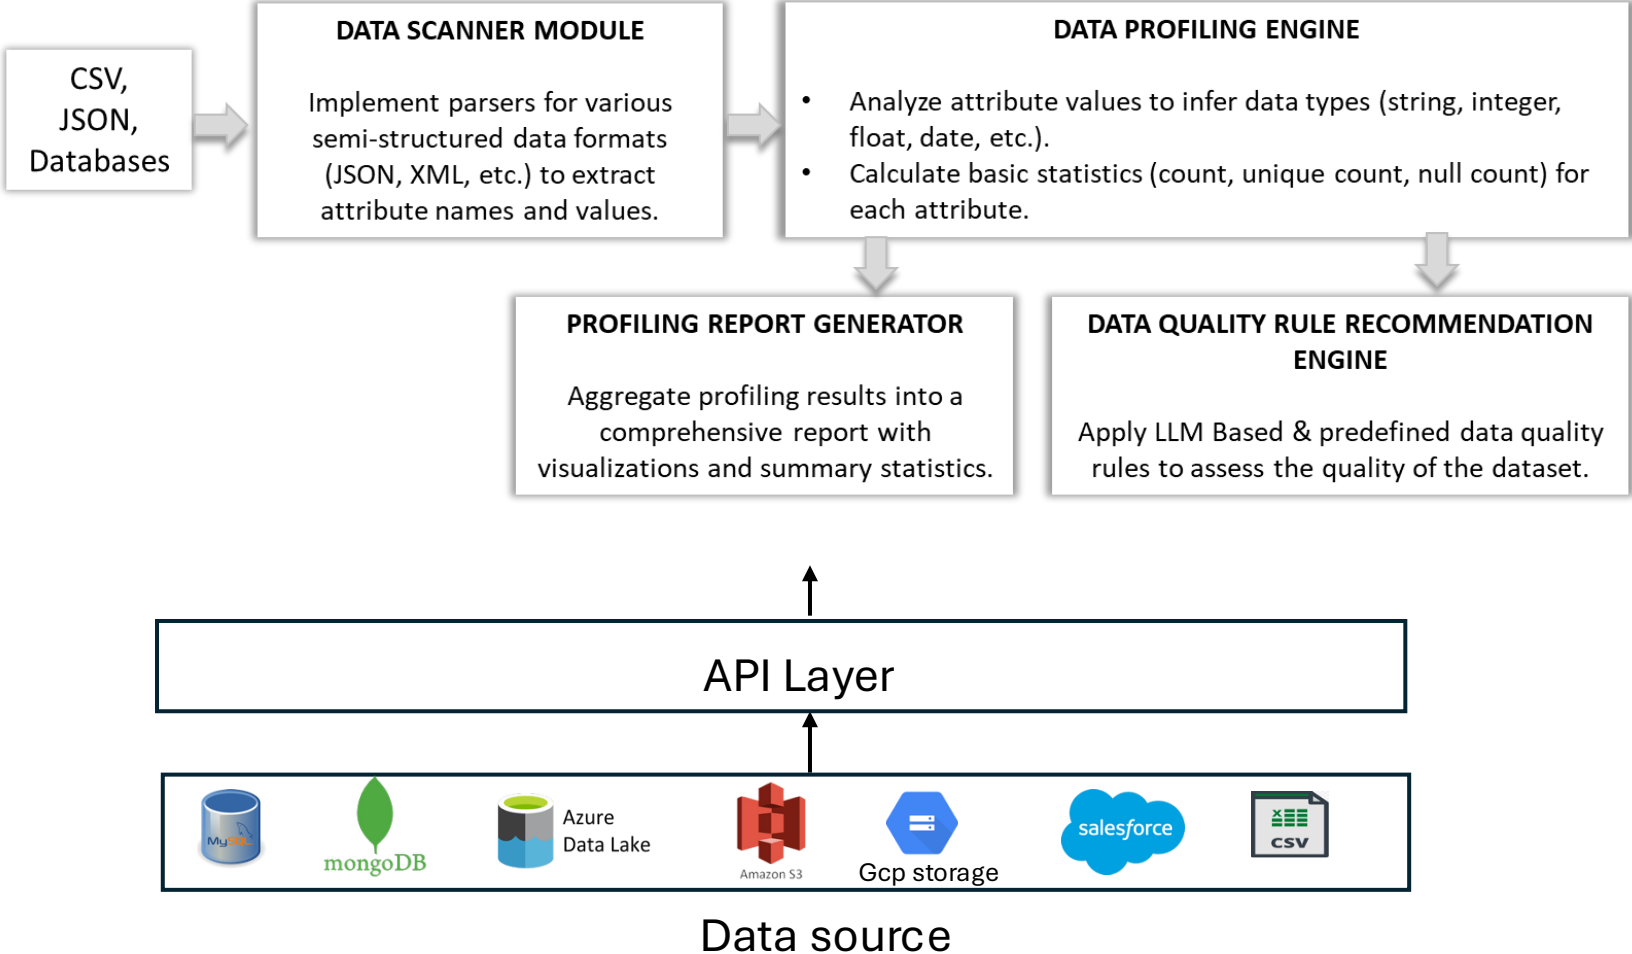 CSV,
JSON,
Databases
DATA SCANNER MODULE
Implement parsers for various
semi-structured data formats
(JSON, XML, etc.) to extract
attribute names and values.
DATA PROFILING ENGINE
• Analyze attribute values to infer data types (string, integer,
float, date, etc.).
• Calculate basic statistics (count, unique count, null count) for
each attribute.
PROFILING REPORT GENERATOR
Aggregate profiling results into a
comprehensive report with
visualizations and summary statistics.
DATA QUALITY RULE RECOMMENDATION
ENGINE
Apply LLM Based & predefined data quality
rules to assess the quality of the dataset.
API Layer
MySQL
mongoDB
Azure
Data Lake
Amazon S3
Gcp storage
salesforce
X
CSV
Data source